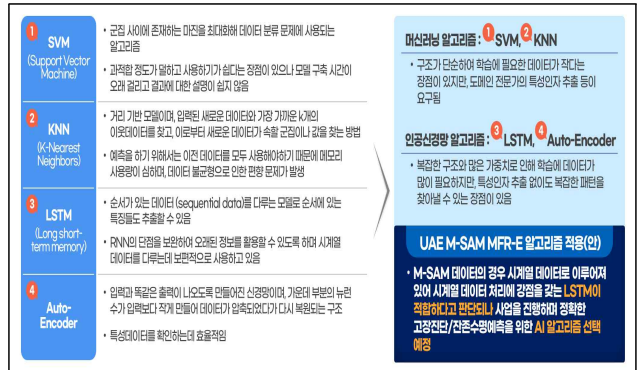 1
SVM
(Support Vector
Machine)
• 군집 사이에 존재하는 마진을 최대화해 데이터 분류 문제에 사용되는
알고리즘
• 과적합 정도가 덜하고 사용하기가 쉽다는 장점이 있으나 모델 구축 시간이
오래 걸리고 결과에 대한 설명이 쉽지 않음
2
KNN
(K-Nearest
Neighbors)
• 거리 기반 모델이며, 입력된 새로운 데이터와 가장 가까운 k개의
이웃데이터를 찾고, 이로부터 새로운 데이터가 속할 군집이나 값을 찾는 방법
• 예측을 하기 위해서는 이전 데이터를 모두 사용해야하기 때문에 메모리
사용량이 심하며, 데이터 불균형으로 인한 편향 문제가 발생
3
LSTM
(Long short-
term memory)
• 순서가 있는 데이터 (sequential data)를 다루는 모델로 순서에 있는
특징들도 추출할 수 있음
• RNN의 단점을 보완하여 오래된 정보를 활용할 수 있도록 하며 시계열
데이터를 다루는데 보편적으로 사용하고 있음
4
Auto-
Encoder
• 입력과 똑같은 출력이 나오도록 만들어진 신경망이며, 가운데 부분의 뉴런
수가 입력보다 작게 만들어 데이터가 압축되었다가 다시 복원되는 구조
• 특성데이터를 확인하는데 효율적임
머신러닝 알고리즘 : 1 SVM, 2 KNN
• 구조가 단순하여 학습에 필요한 데이터가 작다는
장점이 있지만, 도메인 전문가의 특성인자 추출 등이
요구됨
인공신경망 알고리즘 : 3 LSTM, 4 Auto-Encoder
• 복잡한 구조와 많은 가중치로 인해 학습에 데이터가
많이 필요하지만, 특성인자 추출 없이도 복잡한 패턴을
찾아낼 수 있는 장점이 있음
UAE M-SAM MFR-E 알고리즘 적용(안)
• M-SAM 데이터의 경우 시계열 데이터로 이루어져
있어 시계열 데이터 처리에 강점을 갖는 LSTM이
적합하다고 판단되나 사업을 진행하며 정확한
고장진단/잔존수명예측을 위한 AI 알고리즘 선택
예정